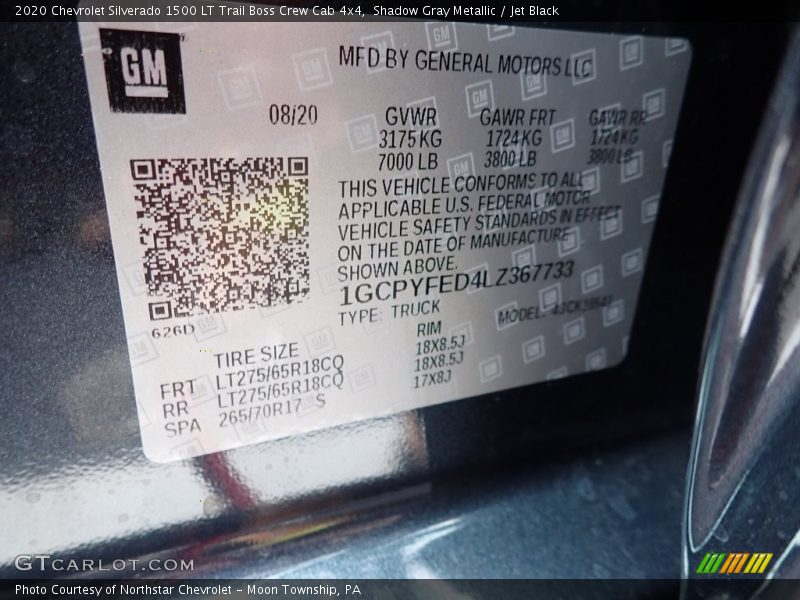 2020 Chevrolet Silverado 1500 LT Trail Boss Crew Cab 4x4, Shadow Gray Metallic / Jet Black
GM
MFD BY GENERAL MOTORS LLC
08/20 GVWR GAWR FRT GAWR RR
3175 KG 1724 KG 1724 KG
7000 LB 3800 LB 3800 LB
THIS VEHICLE CONFORMS TO ALL
APPLICABLE U.S. FEDERAL MOTOR
VEHICLE SAFETY STANDARDS IN EFFECT
ON THE DATE OF MANUFACTURE
SHOWN ABOVE.
1GCPYFED4LZ367733
TYPE: TRUCK MODEL:
626D
TIRE SIZE RIM
FRT LT275/65R18CQ 18X8.5J
RR LT275/65R18CQ 18X8.5J
SPA 265/70R17 S 17X8J
GTCARLOT.COM
Photo Courtesy of Northstar Chevrolet – Moon Township, PA